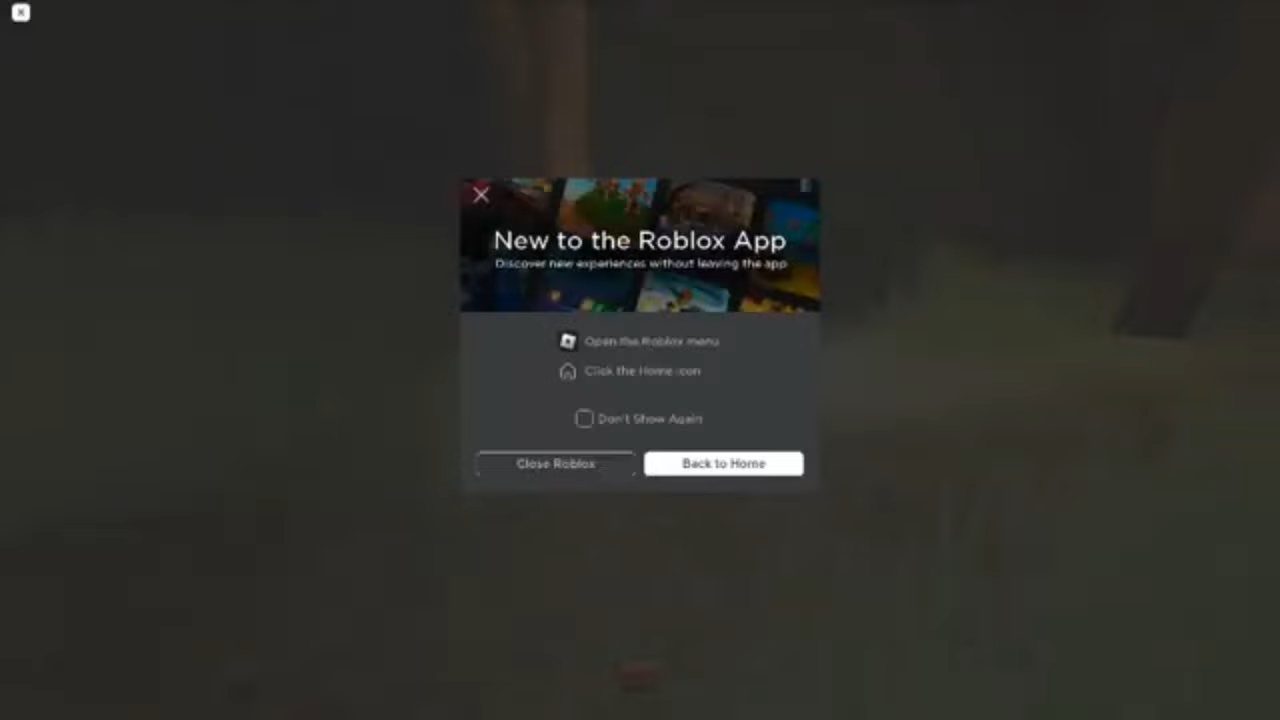 New to the Roblox App
Discover new experiences without leaving the app
Open the Roblox menu
Click the Home icon
Don't Show Again
Close Roblox
Back to Home